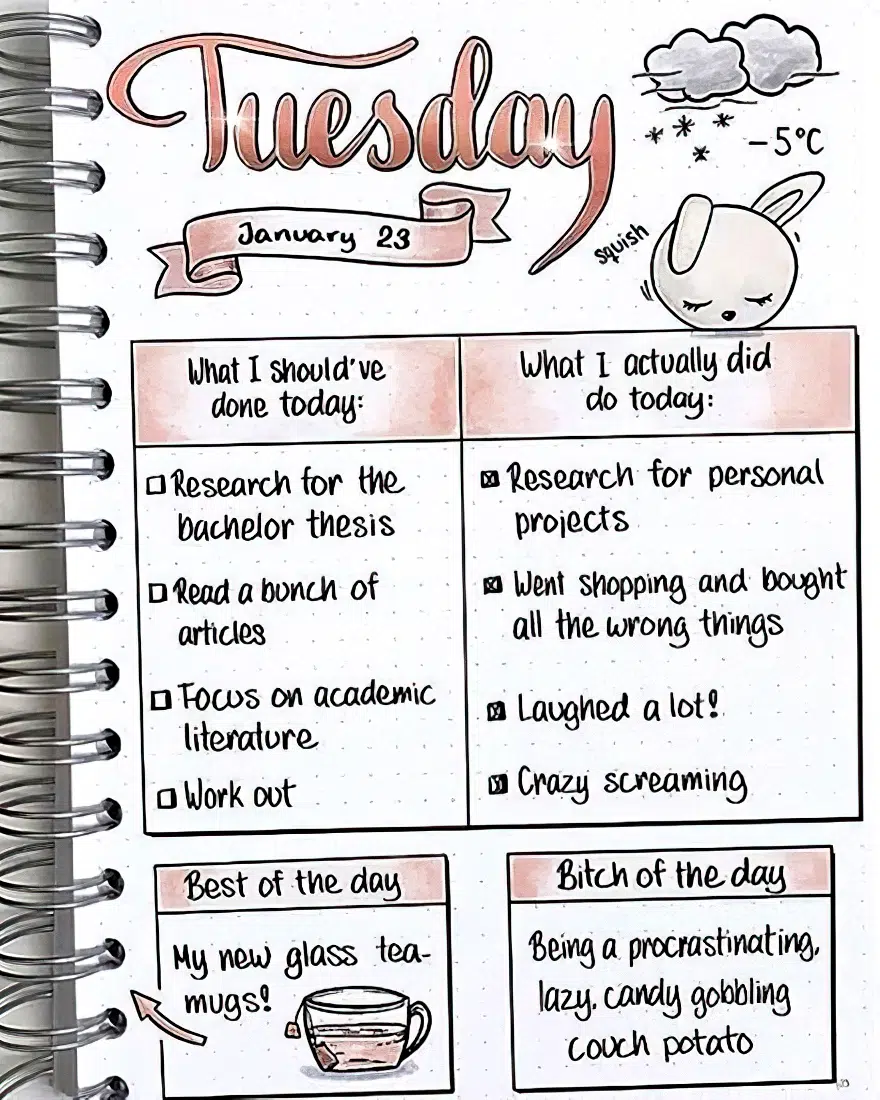 Tuesday
-5°C
January 23
squish
What I should've
done today:
Research for the
bachelor thesis
Read a bunch of
articles
Focus on academic
literature
Work out
What I actually did
do today:
Research for personal
projects
Went shopping and bought
all the wrong things
Laughed a lot!
Crazy screaming
Best of the day
My new glass tea-
mugs!
Bitch of the day
Being a procrastinating,
lazy, candy gobbling
couch potato